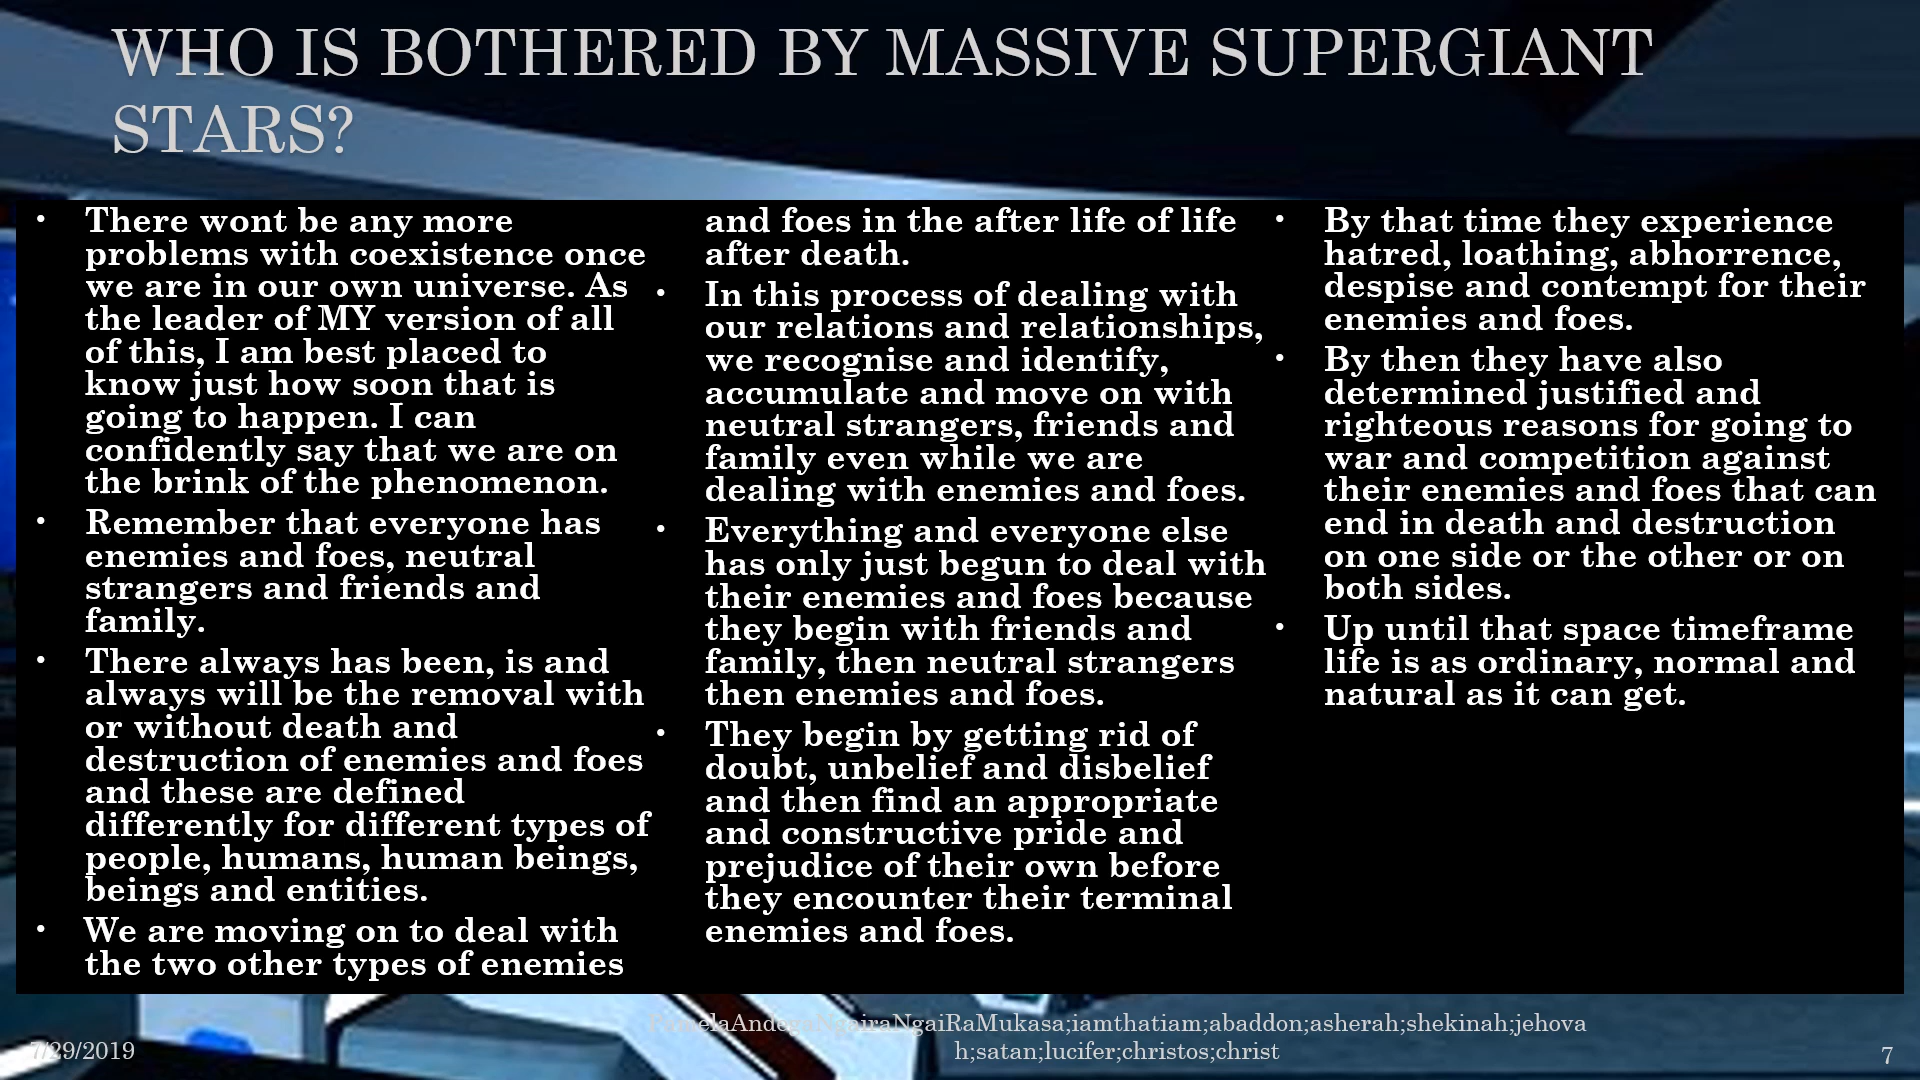 WHO IS BOTHERED BY MASSIVE SUPERGIANT
STARS?
• There wont be any more
problems with coexistence once
we are in our own universe. As
the leader of MY version of all
of this, I am best placed to
know just how soon that is
going to happen. I can
confidently say that we are on
the brink of the phenomenon.
• Remember that everyone has
enemies and foes, neutral
strangers and friends and
family.
• There always has been, is and
always will be the removal with
or without death and
destruction of enemies and foes
and these are defined
differently for different types of
people, humans, human beings,
beings and entities.
• We are moving on to deal with
the two other types of enemies
and foes in the after life of life
after death.
• In this process of dealing with
our relations and relationships,
we recognise and identify,
accumulate and move on with
neutral strangers, friends and
family even while we are
dealing with enemies and foes.
• Everything and everyone else
has only just begun to deal with
their enemies and foes because
they begin with friends and
family, then neutral strangers
then enemies and foes.
• They begin by getting rid of
doubt, unbelief and disbelief
and then find an appropriate
and constructive pride and
prejudice of their own before
they encounter their terminal
enemies and foes.
• By that time they experience
hatred, loathing, abhorrence,
despise and contempt for their
enemies and foes.
• By then they have also
determined justified and
righteous reasons for going to
war and competition against
their enemies and foes that can
end in death and destruction
on one side or the other or on
both sides.
• Up until that space timeframe
life is as ordinary, normal and
natural as it can get.
7/29/2019
h;satan;lucifer;christos;christ
7